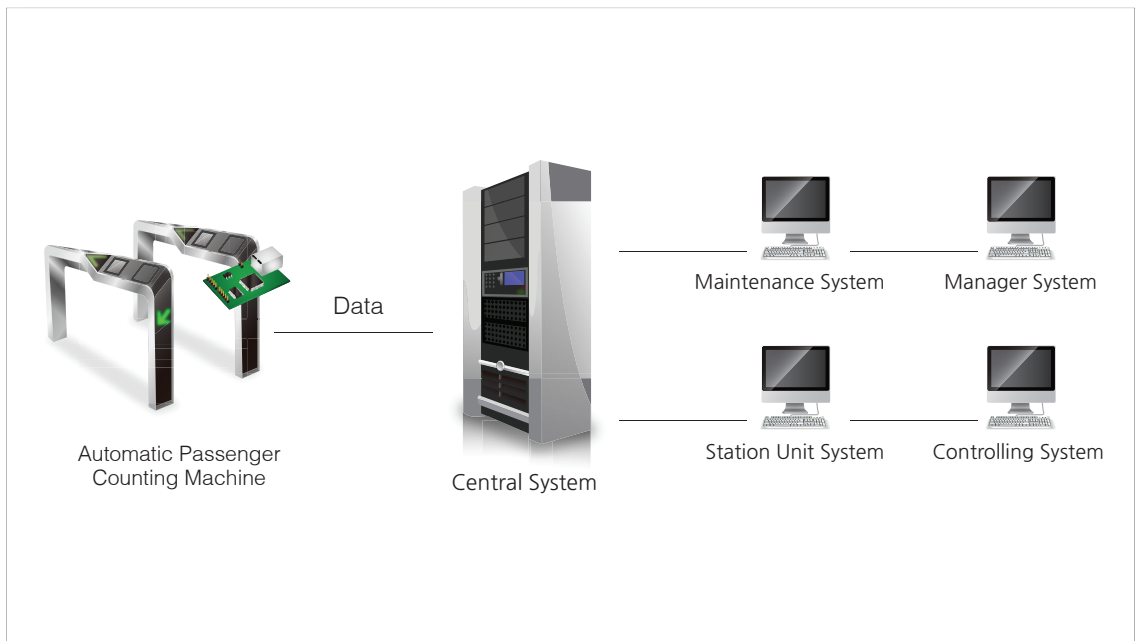 Data
Automatic Passenger
Counting Machine
Central System
Maintenance System
Manager System
Station Unit System
Controlling System